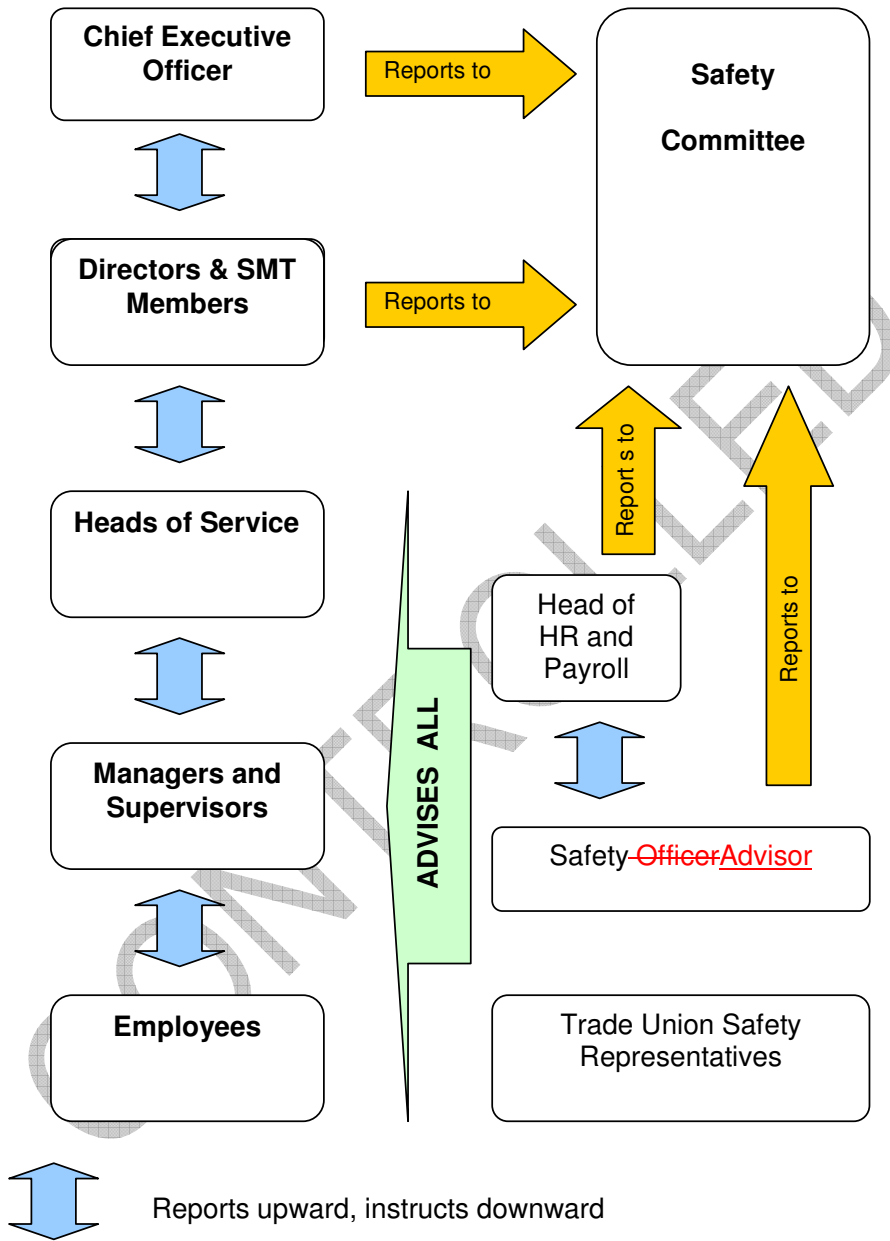 Chief Executive
Officer
Reports to
Safety
Committee
Directors & SMT
Members
Reports to
Heads of Service
Report s to
Reports to
Head of
HR and
Payroll
ADVISES ALL
Managers and
Supervisors
Safety OfficerAdvisor
Employees
Trade Union Safety
Representatives
Reports upward, instructs downward
CONTROLLED